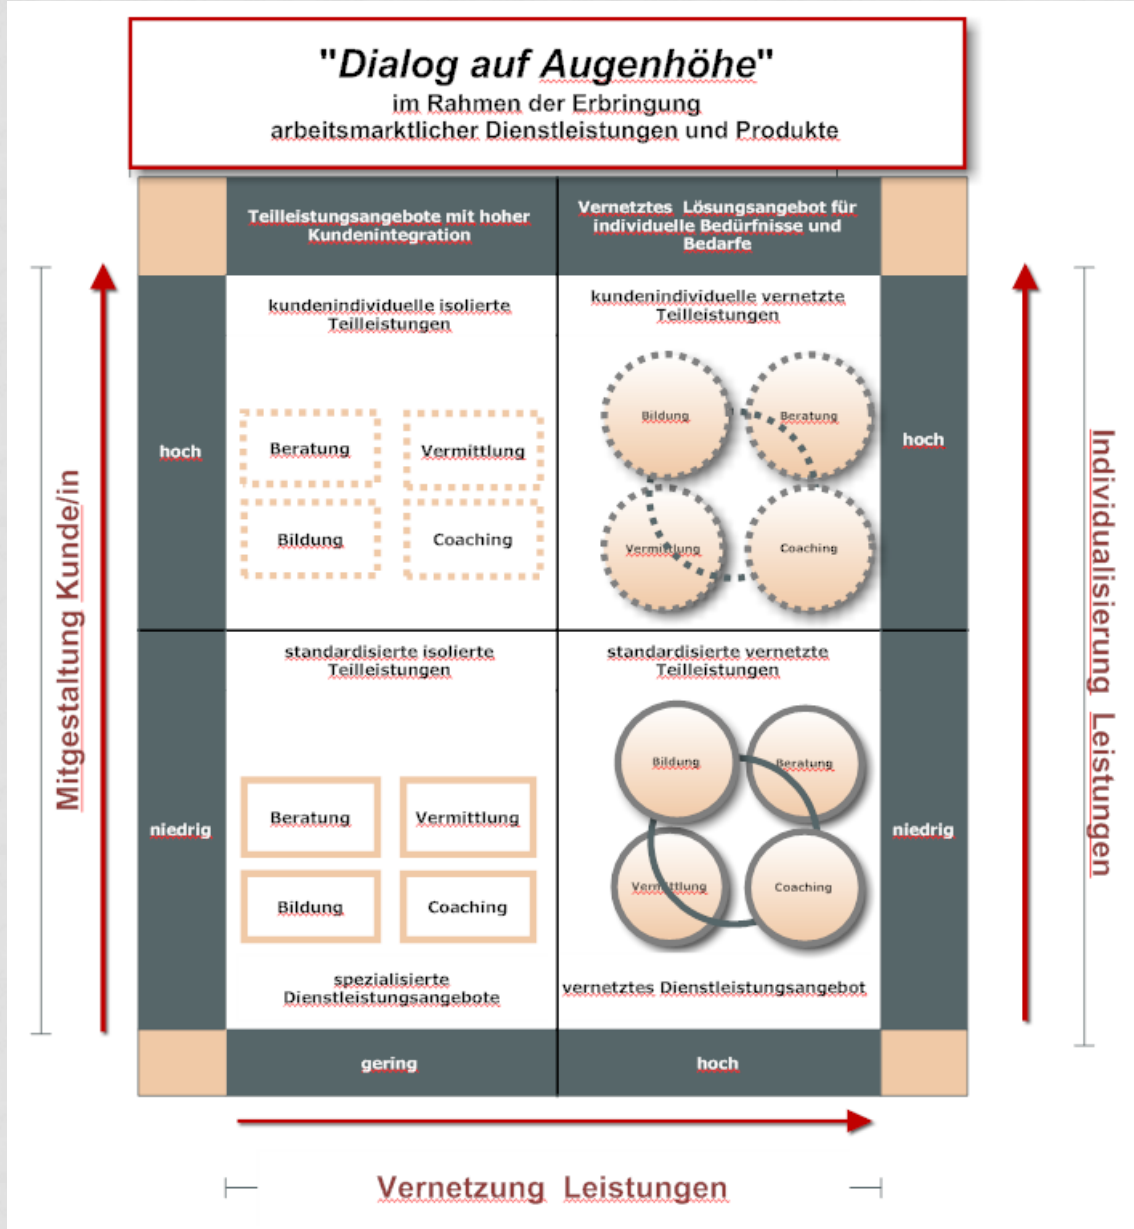 "Dialog auf Augenhöhe"
im Rahmen der Erbringung
arbeitsmarktlicher Dienstleistungen und Produkte
Teilleistungsangebote mit hoher
Kundenintegration
Vernetztes Lösungsangebot für
individuelle Bedürfnisse und
Bedarfe
kundenindividuelle isolierte
Teilleistungen
kundenindividuelle vernetzte
Teilleistungen
hoch
Beratung
Vermittlung
Bildung
Coaching
Bildung
Beratung
Vermittlung
Coaching
hoch
Mitgestaltung Kunde/in
Individualisierung Leistungen
standardisierte isolierte
Teilleistungen
standardisierte vernetzte
Teilleistungen
niedrig
Beratung
Vermittlung
Bildung
Coaching
Bildung
Beratung
Vermittlung
Coaching
niedrig
spezialisierte
Dienstleistungsangebote
vernetztes Dienstleistungsangebot
gering
hoch
Vernetzung Leistungen